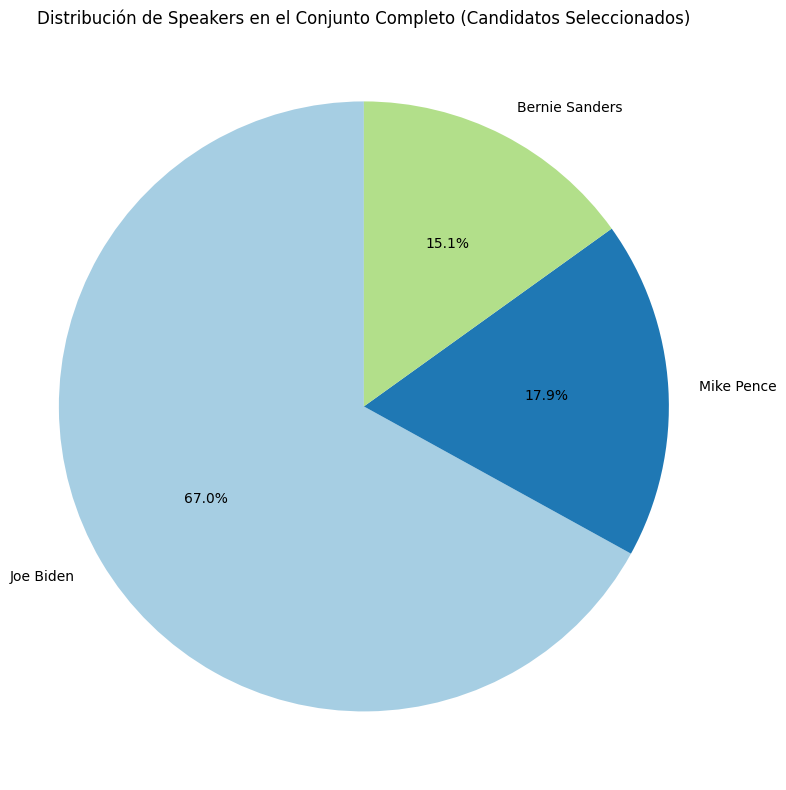 Distribución de Speakers en el Conjunto Completo (Candidatos Seleccionados)
Bernie Sanders
15.1%
Mike Pence
17.9%
67.0%
Joe Biden